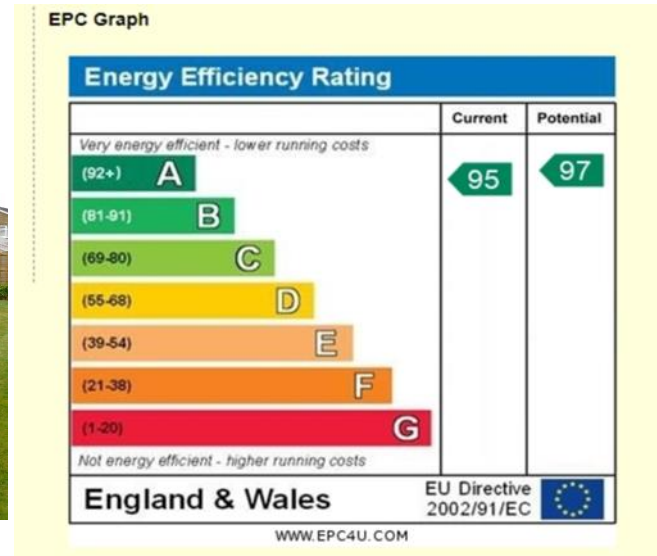 EPC Graph
Energy Efficiency Rating
Current Potential
Very energy efficient - lower running costs
(92+) A 95 97
(81-91) B
(69-80) C
(55-68) D
(39-54) E
(21-38) F
(1-20) G
Not energy efficient - higher running costs
England & Wales
EU Directive
2002/91/EC
WWW.EPC4U.COM